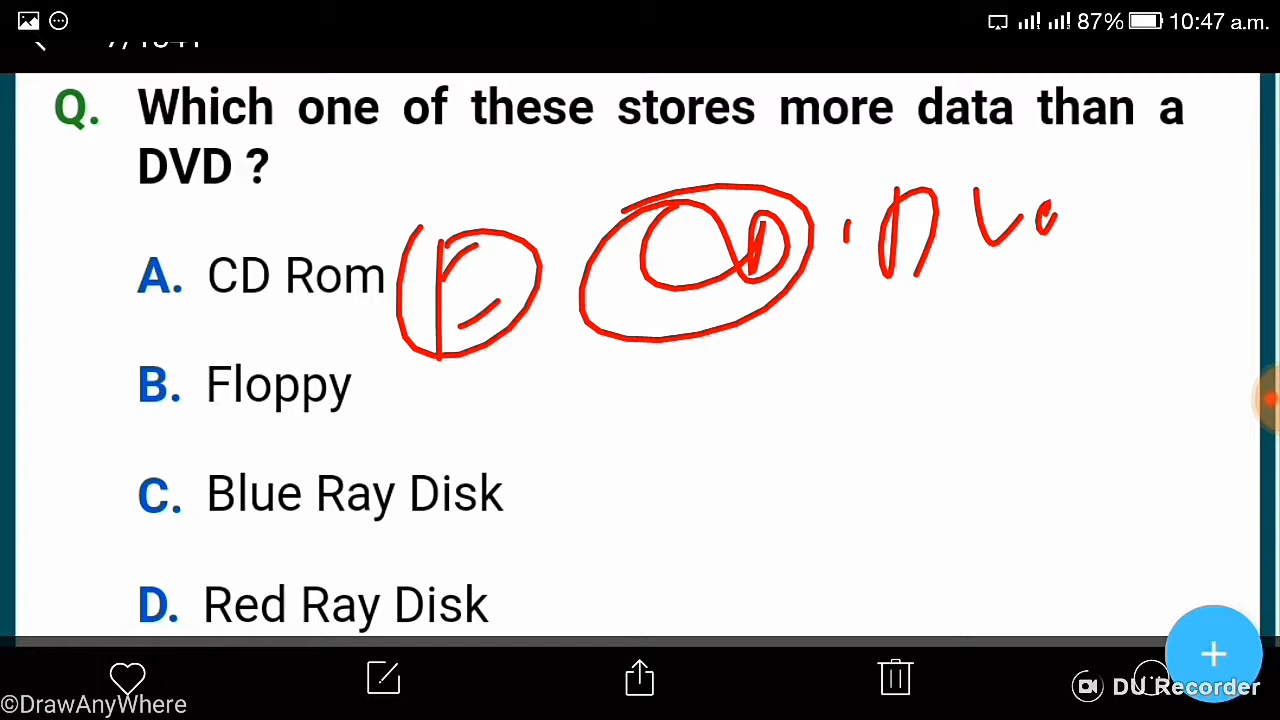 87% 10:47 a.m.
Q. Which one of these stores more data than a
DVD ?
A. CD Rom
B. Floppy
C. Blue Ray Disk
D. Red Ray Disk
DU Recorder
©DrawAnyWhere